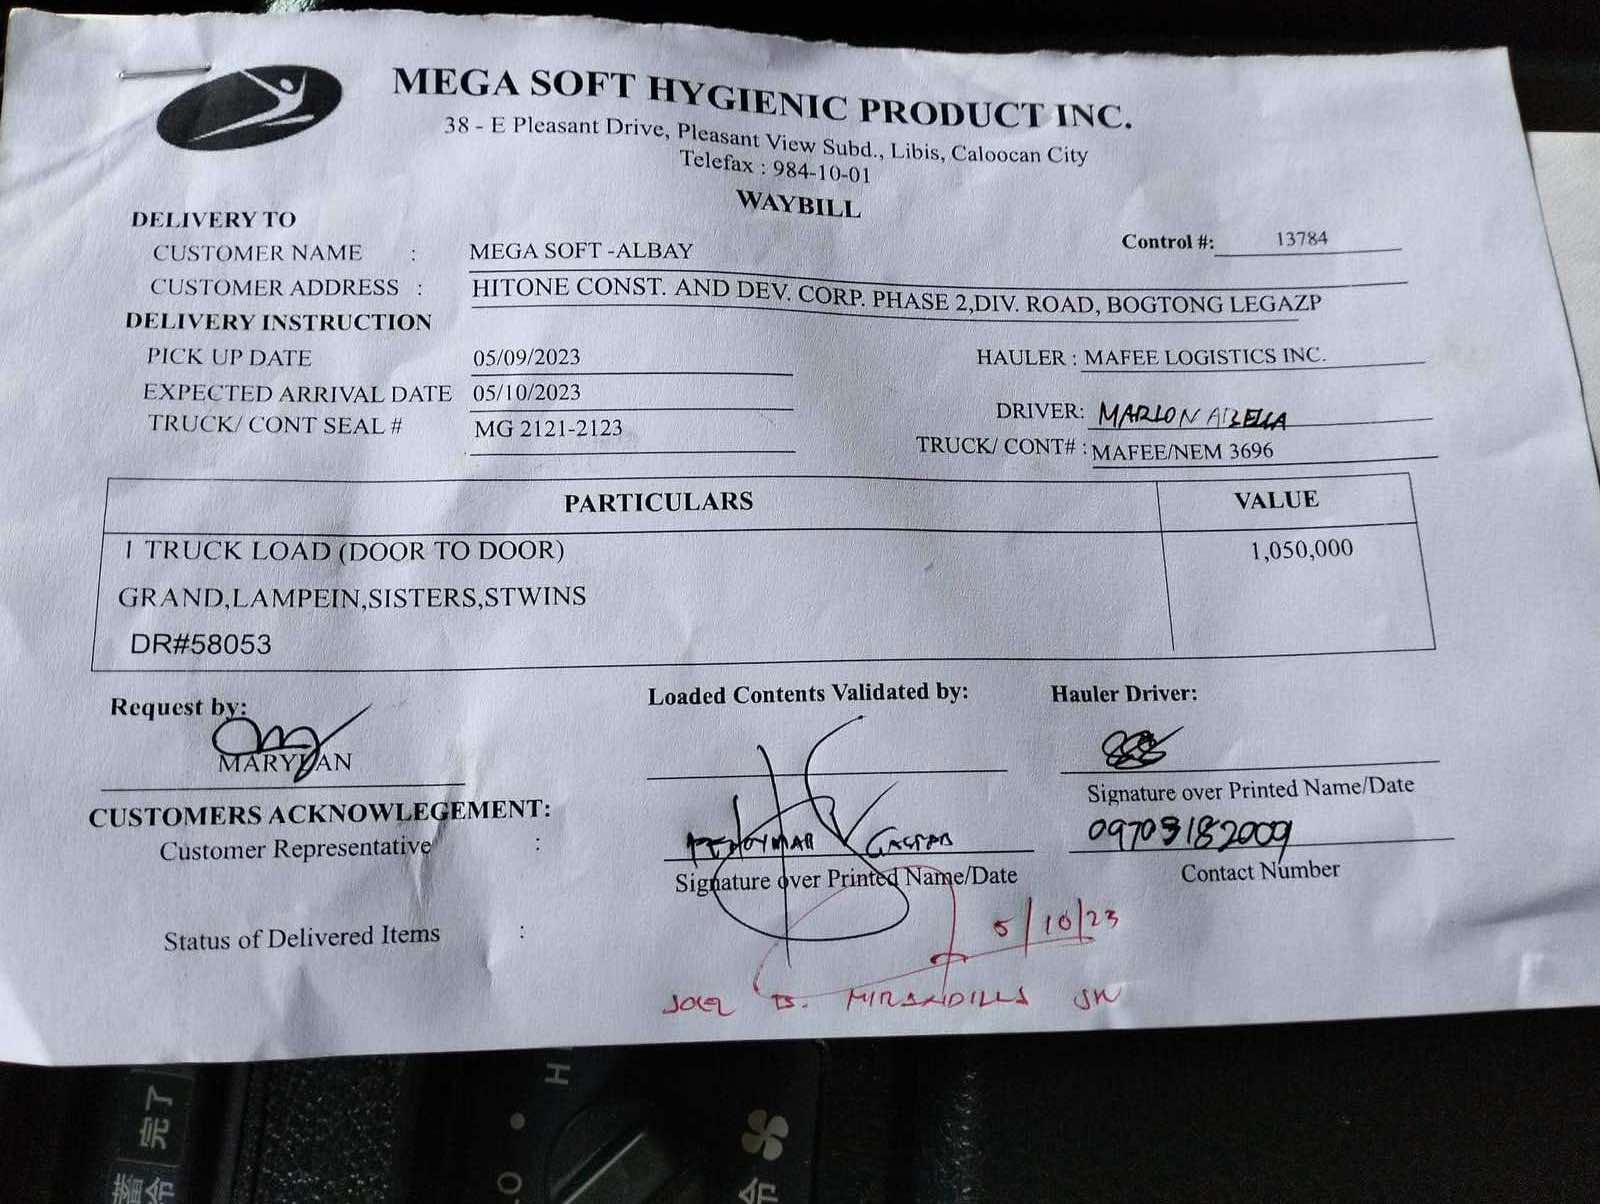 MEGA SOFT HYGIENIC PRODUCT INC.
38 - E Pleasant Drive, Pleasant View Subd., Libis, Caloocan City
Telefax : 984-10-01
WAYBILL
DELIVERY TO
Control #: 13784
CUSTOMER NAME : MEGA SOFT -ALBAY
CUSTOMER ADDRESS : HITONE CONST. AND DEV. CORP. PHASE 2,DIV. ROAD, BOGTONG LEGAZP
DELIVERY INSTRUCTION
PICK UP DATE 05/09/2023 HAULER : MAFEE LOGISTICS INC.
EXPECTED ARRIVAL DATE 05/10/2023 DRIVER: MARLON ABELLA
TRUCK/ CONT SEAL # MG 2121-2123 TRUCK/ CONT# : MAFEE/NEM 3696
PARTICULARS VALUE
1 TRUCK LOAD (DOOR TO DOOR) 1,050,000
GRAND,LAMPEIN,SISTERS,STWINS
DR#58053
Request by: Loaded Contents Validated by: Hauler Driver:
Signature over Printed Name/Date
CUSTOMERS ACKNOWLEGEMENT:
Customer Representative : 09703182009
Signature over Printed Name/Date Contact Number
Status of Delivered Items : 5/10/23
B. MIRANDILLA
完了
H